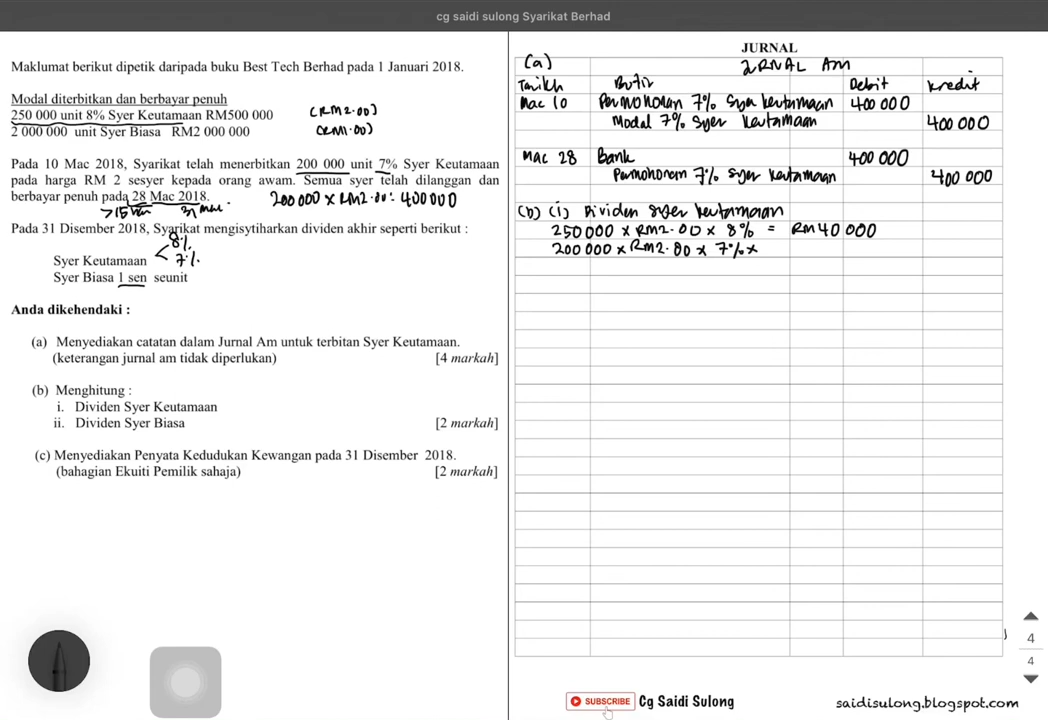 cg saidi sulong Syarikat Berhad
Maklumat berikut dipetik daripada buku Best Tech Berhad pada 1 Januari 2018.
Modal diterbitkan dan berbayar penuh
250 000 unit 8% Syer Keutamaan RM500 000 (RM2.00)
2 000 000 unit Syer Biasa RM2 000 000 (RM1.00)
Pada 10 Mac 2018, Syarikat telah menerbitkan 200 000 unit 7% Syer Keutamaan
pada harga RM 2 sesyer kepada orang awam. Semua syer telah dilanggan dan
berbayar penuh pada 28 Mac 2018. 200 000 x RM2.00: 400 000
>15 31 Mac
Pada 31 Disember 2018, Syarikat mengisytiharkan dividen akhir seperti berikut :
8%
Syer Keutamaan < 7%
Syer Biasa 1 sen seunit
Anda dikehendaki :
(a) Menyediakan catatan dalam Jurnal Am untuk terbitan Syer Keutamaan.
(keterangan jurnal am tidak diperlukan) [4 markah]
(b) Menghitung :
i. Dividen Syer Keutamaan
ii. Dividen Syer Biasa [2 markah]
(c) Menyediakan Penyata Kedudukan Kewangan pada 31 Disember 2018.
(bahagian Ekuiti Pemilik sahaja) [2 markah]
JURNAL
(a) JURNAL AM
Tarikh Butir Debit Kredit
Mac 10 Permohonan 7% Syer keutamaan 400 000
Modal 7% Syer Keutamaan 400 000
Mac 28 Bank 400 000
Permohonan 7% syer keutamaan 400 000
(b) (i) Dividen syer keutamaan
250 000 x RM2.00 x 8% = RM40 000
200 000 x RM2.00 x 7% x
4
4
SUBSCRIBE Cg Saidi Sulong
saidisulong.blogspot.com